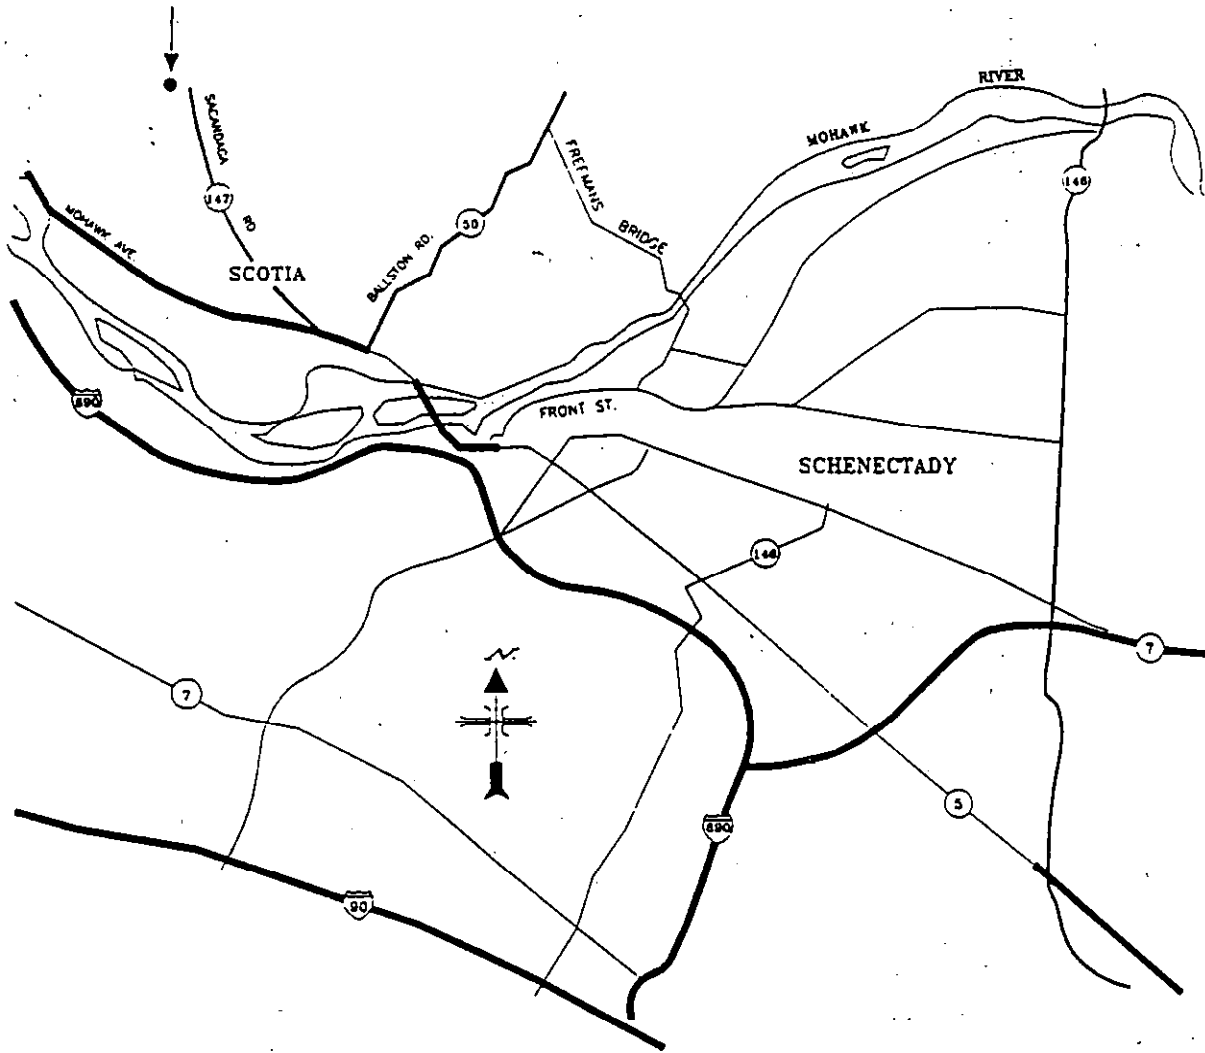 RIVER
MOHAWK
SACANDAGA
RD
147
146
FREEMANS
BRIDGE
50
BALLSTON RD.
MOHAWK AVE.
SCOTIA
890
FRONT ST.
SCHENECTADY
146
N.
7
7
5
890
90